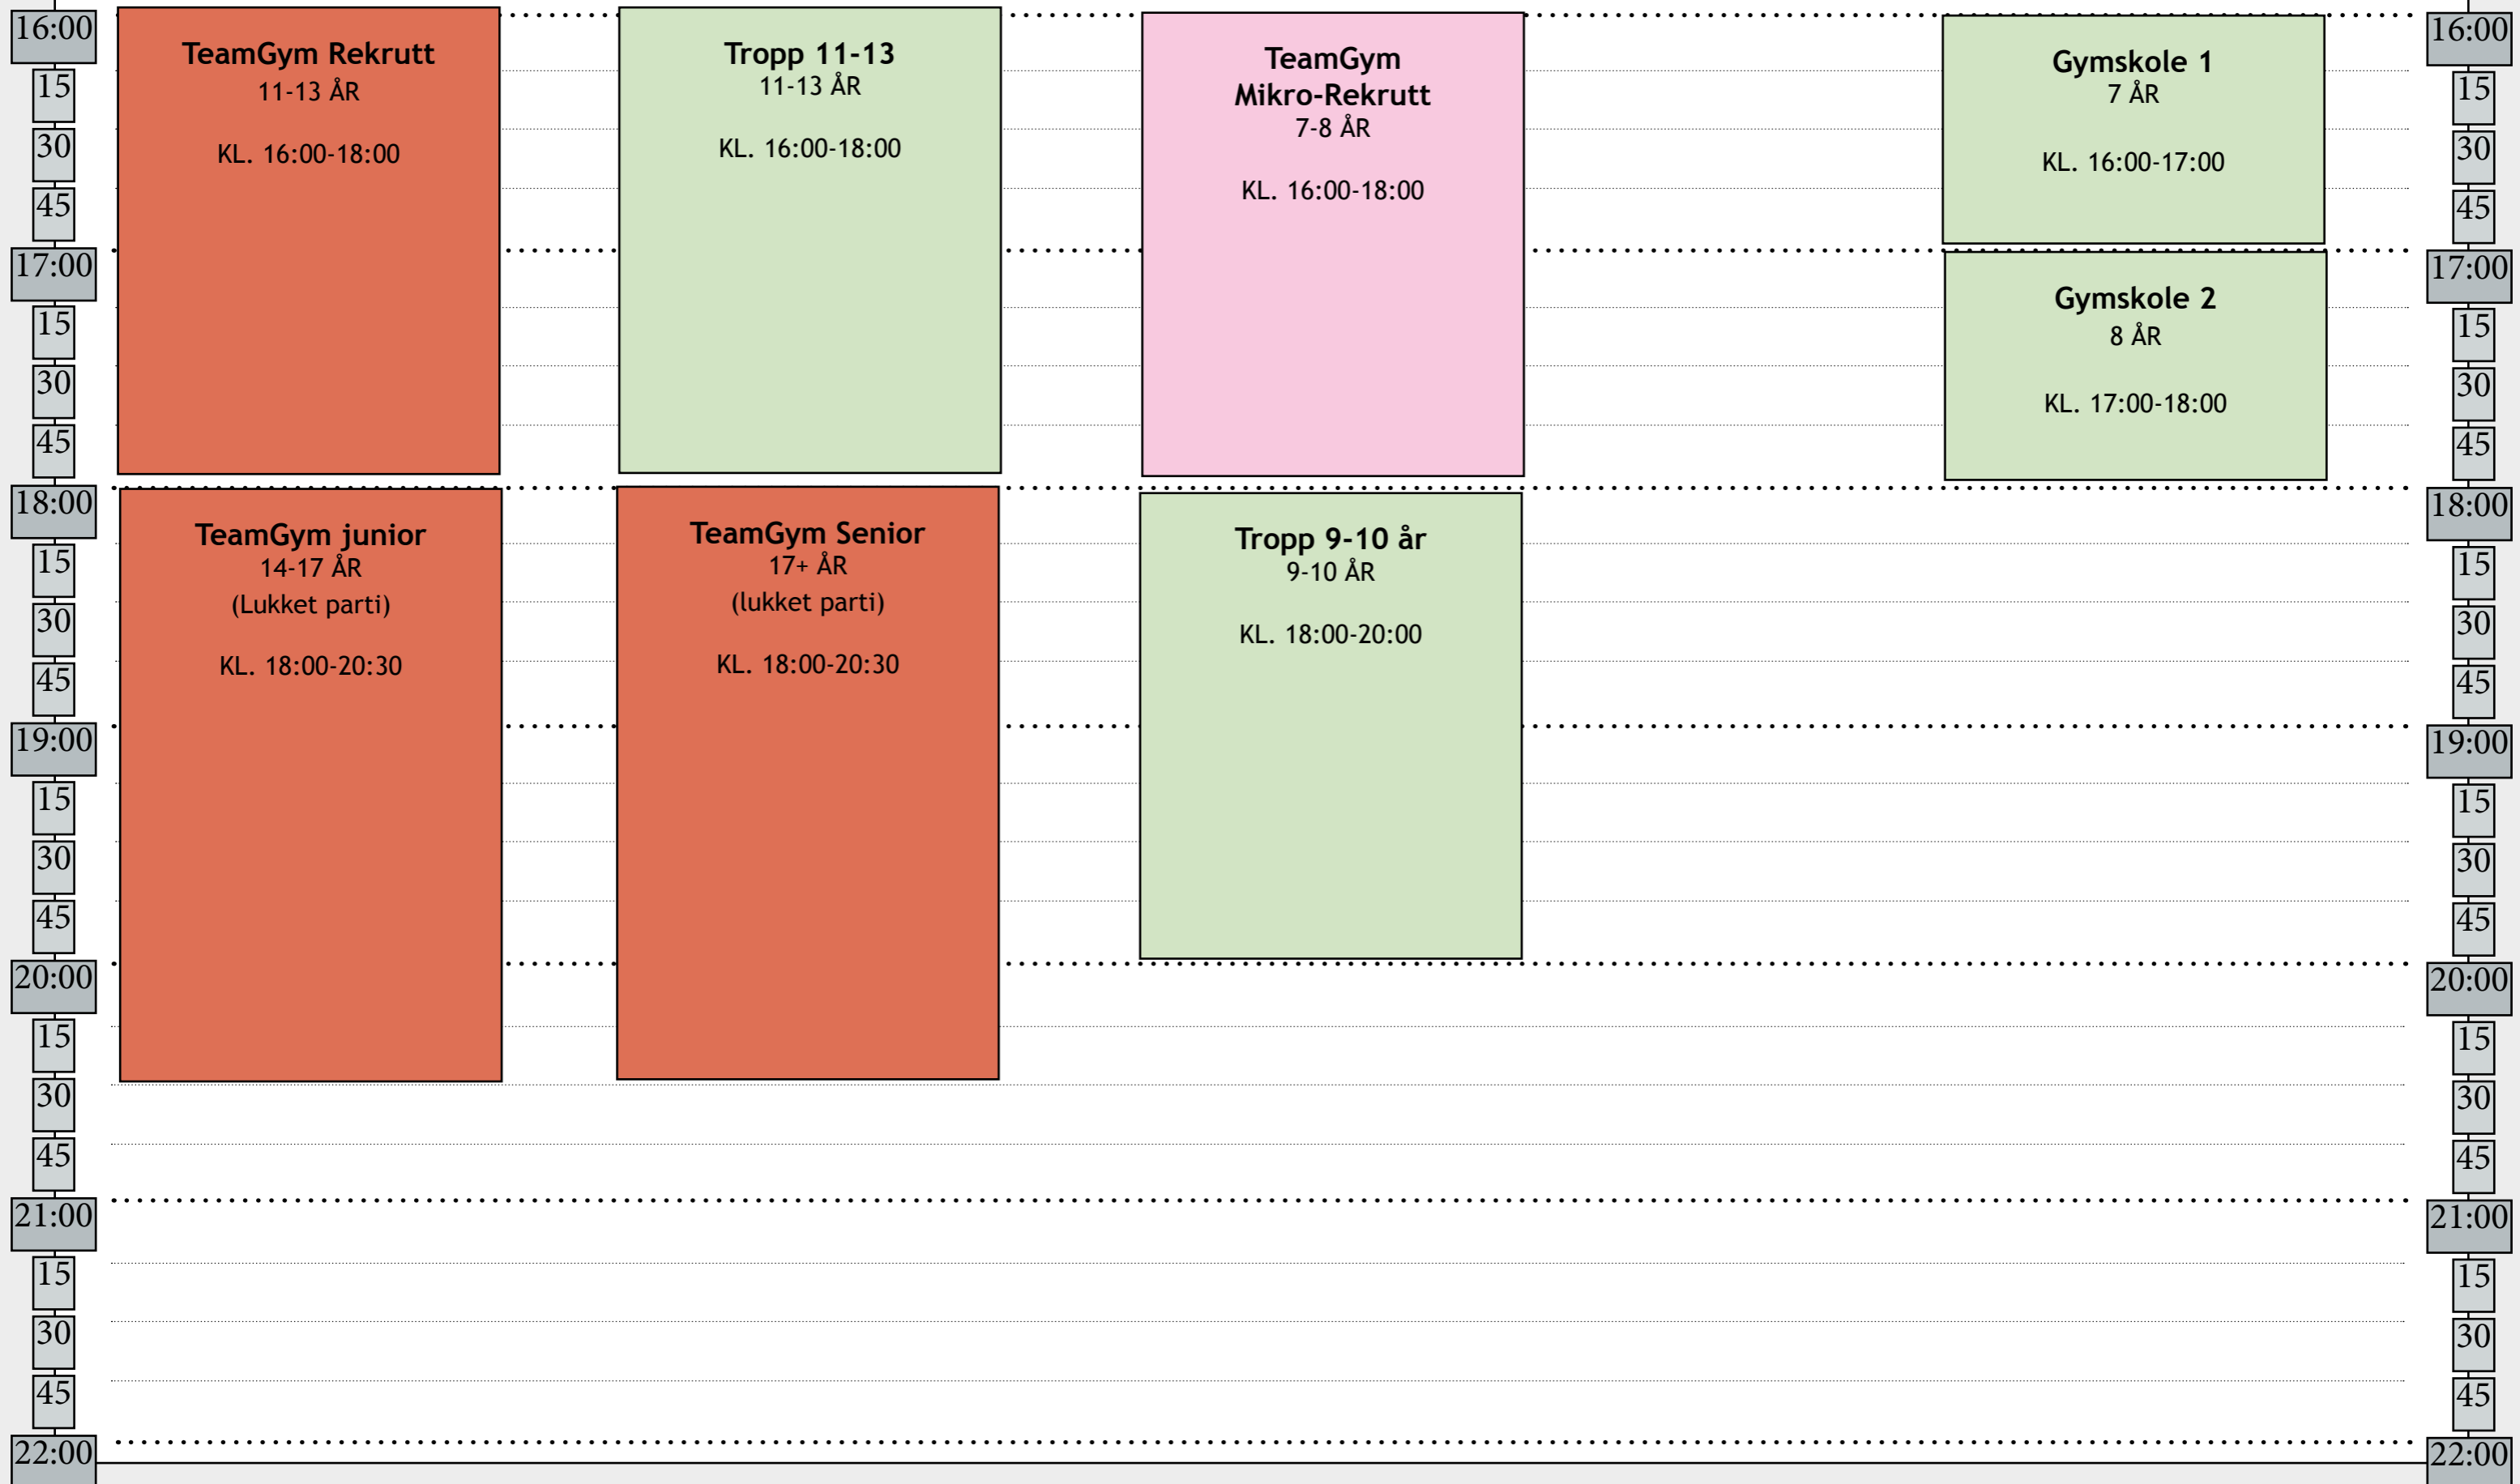 16:00
15
30
45
17:00
15
30
45
18:00
15
30
45
19:00
15
30
45
20:00
15
30
45
21:00
15
30
45
22:00
TeamGym Rekrutt
11-13 ÅR
KL. 16:00-18:00
TeamGym junior
14-17 ÅR
(Lukket parti)
KL. 18:00-20:30
Tropp 11-13
11-13 ÅR
KL. 16:00-18:00
TeamGym Senior
17+ ÅR
(lukket parti)
KL. 18:00-20:30
TeamGym
Mikro-Rekrutt
7-8 ÅR
KL. 16:00-18:00
Tropp 9-10 år
9-10 ÅR
KL. 18:00-20:00
Gymskole 1
7 ÅR
KL. 16:00-17:00
Gymskole 2
8 ÅR
KL. 17:00-18:00
16:00
15
30
45
17:00
15
30
45
18:00
15
30
45
19:00
15
30
45
20:00
15
30
45
21:00
15
30
45
22:00